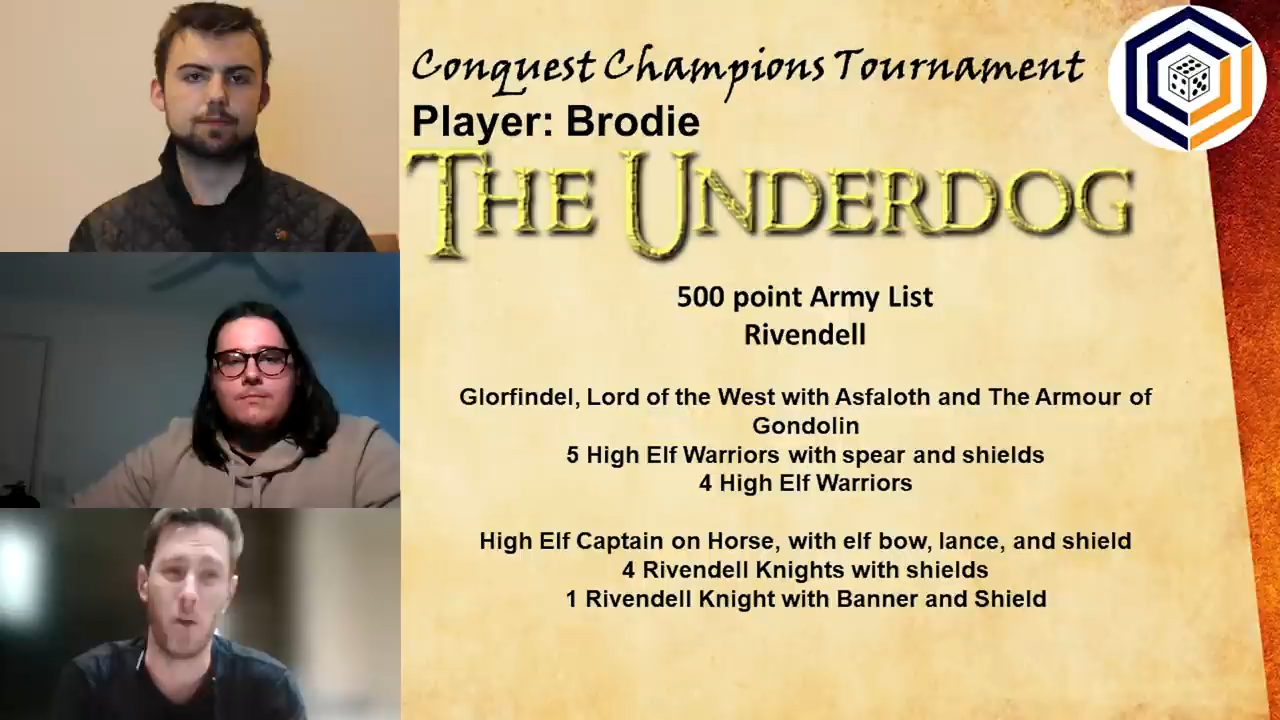 Conquest Champions Tournament
Player: Brodie
THE UNDERDOG
500 point Army List
Rivendell
Glorfindel, Lord of the West with Asfaloth and The Armour of
Gondolin
5 High Elf Warriors with spear and shields
4 High Elf Warriors
High Elf Captain on Horse, with elf bow, lance, and shield
4 Rivendell Knights with shields
1 Rivendell Knight with Banner and Shield